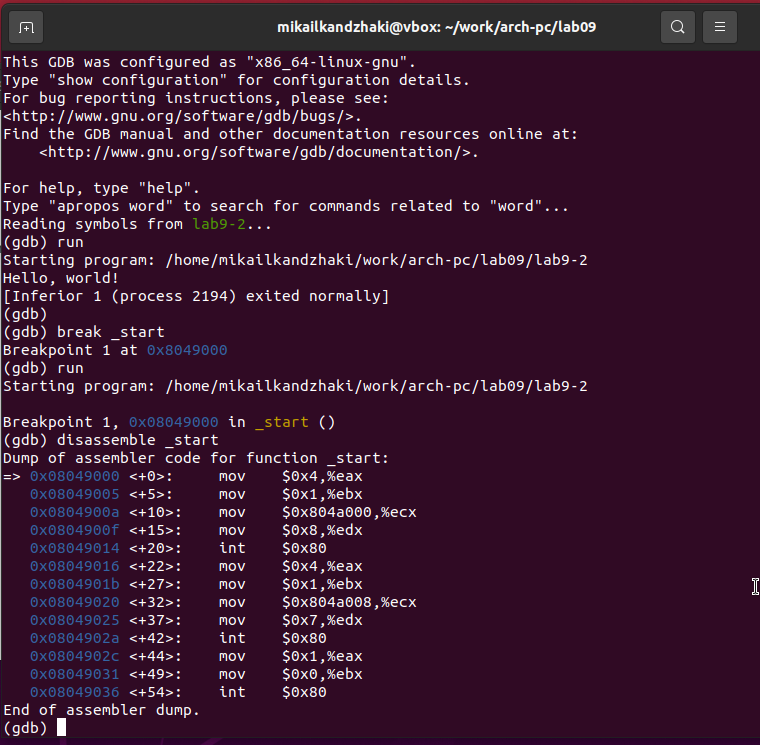 mikailkandzhaki@vbox: ~/work/arch-pc/lab09
This GDB was configured as "x86_64-linux-gnu".
Type "show configuration" for configuration details.
For bug reporting instructions, please see:
<http://www.gnu.org/software/gdb/bugs/>.
Find the GDB manual and other documentation resources online at:
    <http://www.gnu.org/software/gdb/documentation/>.

For help, type "help".
Type "apropos word" to search for commands related to "word"...
Reading symbols from lab9-2...
(gdb) run
Starting program: /home/mikailkandzhaki/work/arch-pc/lab09/lab9-2
Hello, world!
[Inferior 1 (process 2194) exited normally]
(gdb)
(gdb) break _start
Breakpoint 1 at 0x8049000
(gdb) run
Starting program: /home/mikailkandzhaki/work/arch-pc/lab09/lab9-2

Breakpoint 1, 0x08049000 in _start ()
(gdb) disassemble _start
Dump of assembler code for function _start:
=> 0x08049000 <+0>:     mov    $0x4,%eax
   0x08049005 <+5>:     mov    $0x1,%ebx
   0x0804900a <+10>:    mov    $0x804a000,%ecx
   0x0804900f <+15>:    mov    $0x8,%edx
   0x08049014 <+20>:    int    $0x80
   0x08049016 <+22>:    mov    $0x4,%eax
   0x0804901b <+27>:    mov    $0x1,%ebx
   0x08049020 <+32>:    mov    $0x804a008,%ecx
   0x08049025 <+37>:    mov    $0x7,%edx
   0x0804902a <+42>:    int    $0x80
   0x0804902c <+44>:    mov    $0x1,%eax
   0x08049031 <+49>:    mov    $0x0,%ebx
   0x08049036 <+54>:    int    $0x80
End of assembler dump.
(gdb)